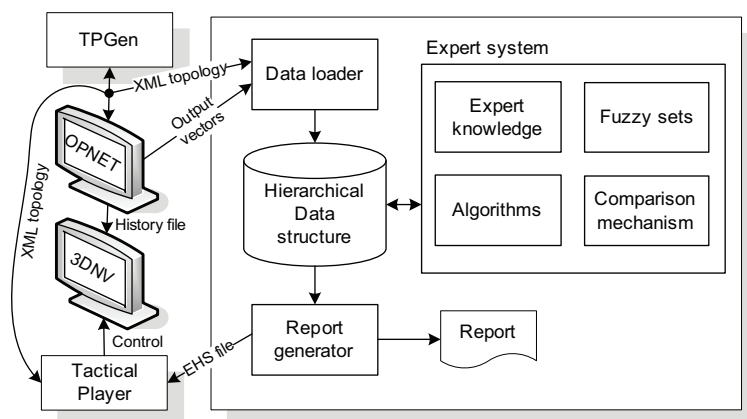 TPGen
XML topology
Data loader
Expert system
Expert
knowledge
Fuzzy sets
Output
vectors
OPNET
Hierarchical
Data
structure
Algorithms
Comparison
mechanism
XML topology
History file
3DNV
Control
EHS file
Report
generator
Report
Tactical
Player